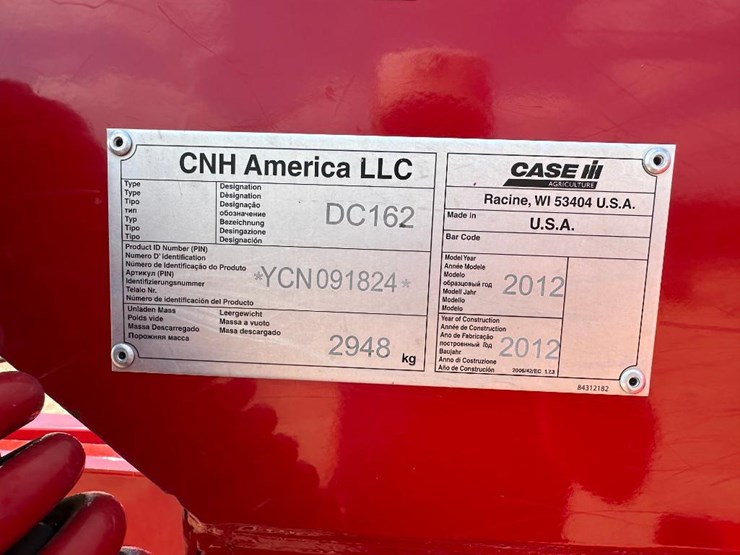 CNH America LLC
Type
Type
Tipo
тип
Typ
Tipo
Tipo
Designation
Dèsignation
Designação
обозначение
Bezeichnung
Desingazione
Designación
DC162
Product ID Number (PIN)
Numero D' Identification
Número de Identificação do Produto
Артикул (PIN)
Identifizierungsnummer
Telaio Nr.
Número de identificación del Producto
*YCN091824*
Unladen Mass
Poids vide
Massa Descarregado
Порожняя масса
Leergewicht
Massa a vuoto
Masa descargado
2948 kg
CASE IH
AGRICULTURE
Racine, WI 53404 U.S.A.
Made in
U.S.A.
Bar Code
Model Year
Année Modele
Modelo
образцовый год
Modell Jahr
Modello
Modelo
2012
Year of Construction
Année de Construction
Ano de Fabricação
построенный Год
Baujahr
Anno di Costruzione
Año de Construción
2012
2006/42/EC 1.7.3
84312182